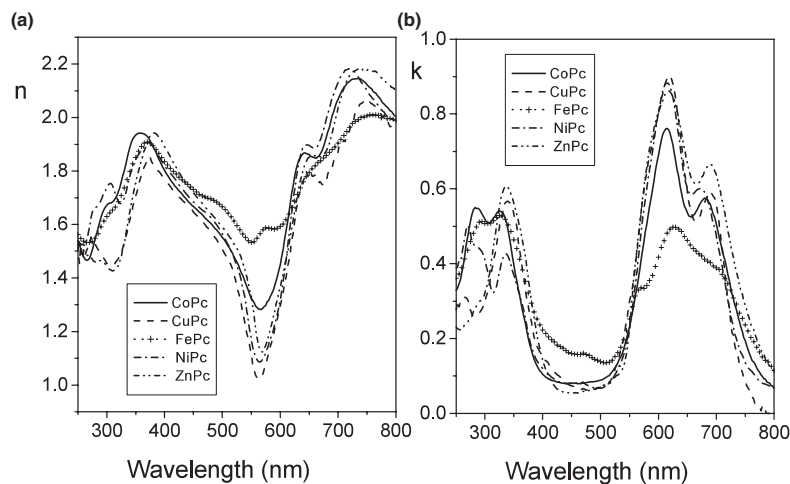 (a)
2.2
2.0
1.8
1.6
1.4
1.2
1.0
n
CoPc
CuPc
FePc
NiPc
ZnPc
300 400 500 600 700 800
Wavelength (nm)
(b)
1.0
0.8
0.6
0.4
0.2
0.0
k
CoPc
CuPc
FePc
NiPc
ZnPc
300 400 500 600 700 800
Wavelength (nm)